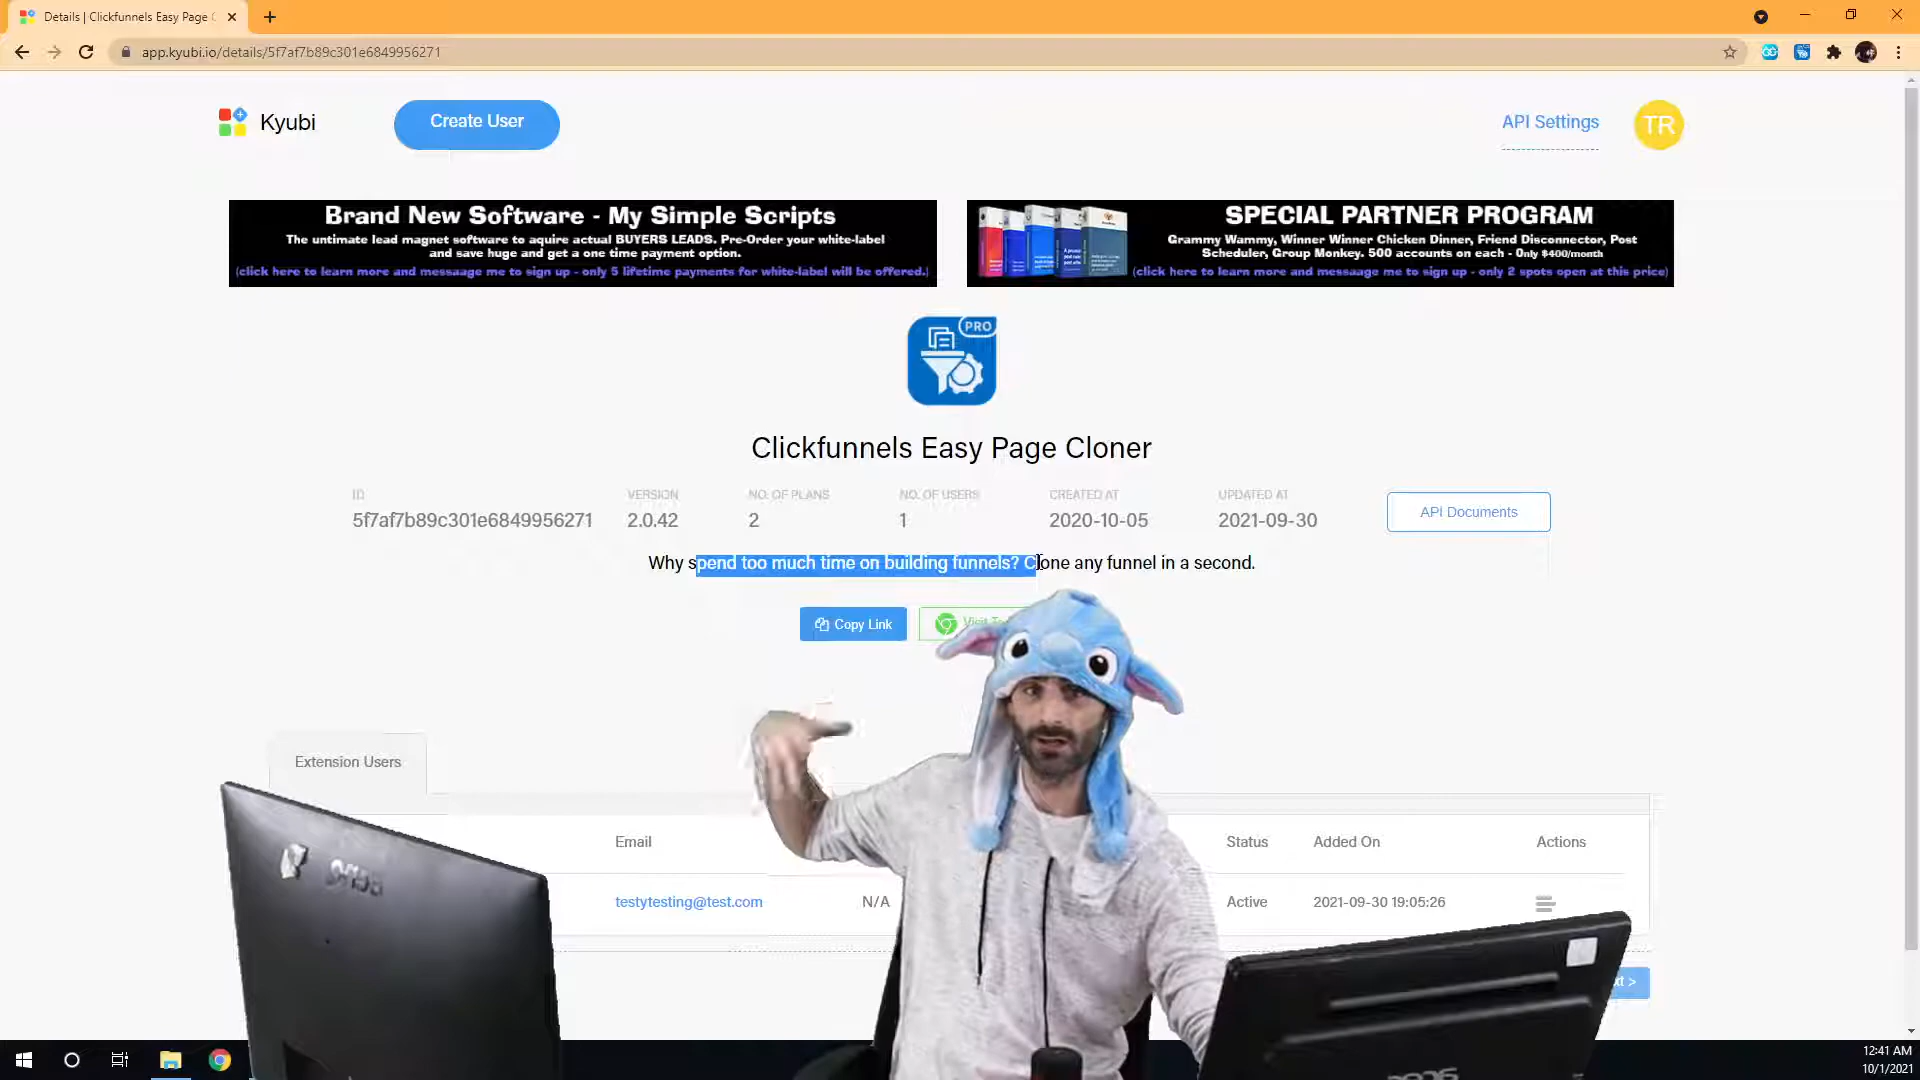 Details | Clickfunnels Easy Page C
app.kyubi.io/details/5f7af7b89c301e6849956271
Kyubi
Create User
API Settings
TR
Brand New Software - My Simple Scripts
The untimate lead magnet software to aquire actual BUYERS LEADS. Pre-Order your white-label
and save huge and get a one time payment option.
(click here to learn more and messaage me to sign up - only 5 lifetime payments for white-label will be offered.)
SPECIAL PARTNER PROGRAM
Grammy Wammy, Winner Winner Chicken Dinner, Friend Disconnector, Post
Scheduler, Group Monkey. 500 accounts on each - Only $400/month
(click here to learn more and messaage me to sign up - only 2 spots open at this price)
PRO
Clickfunnels Easy Page Cloner
ID
VERSION
NO. OF PLANS
NO. OF USERS
CREATED AT
UPDATED AT
5f7af7b89c301e6849956271
2.0.42
2
1
2020-10-05
2021-09-30
API Documents
Why spend too much time on building funnels? Clone any funnel in a second.
Copy Link
Visit
Extension Users
Email
Status
Added On
Actions
testytesting@test.com
N/A
Active
2021-09-30 19:05:26
12:41 AM
10/1/2021